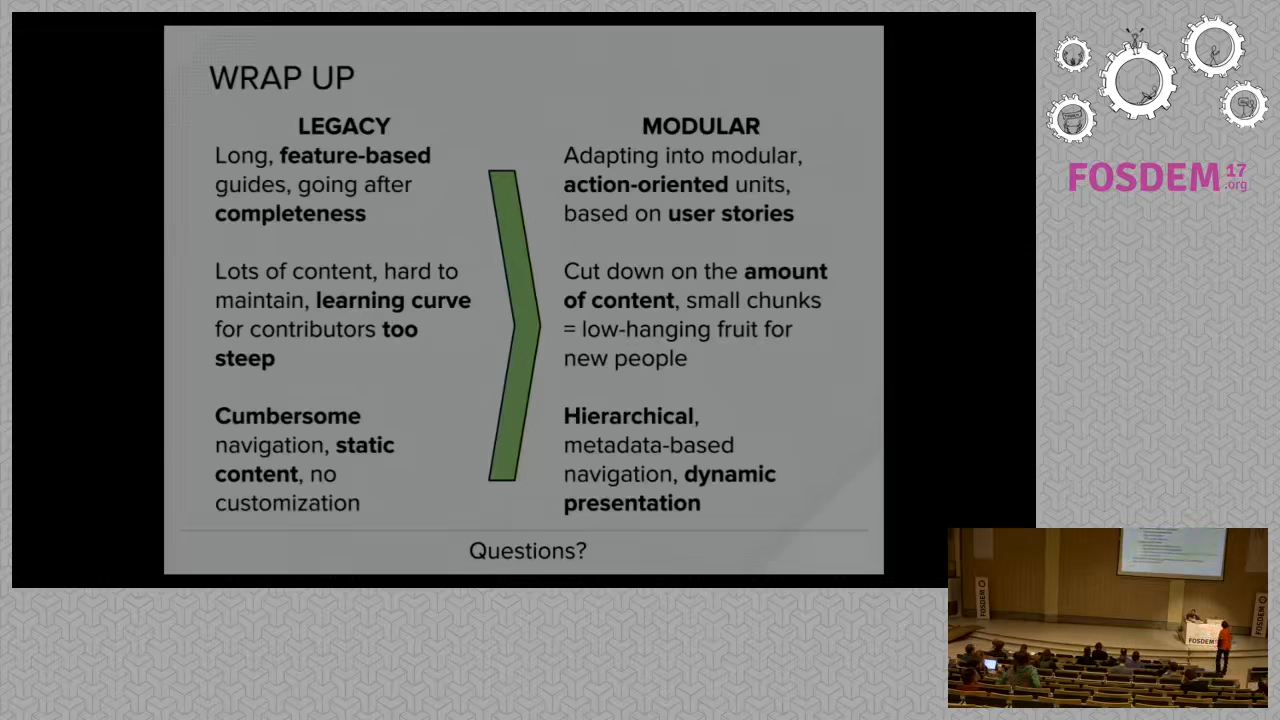 WRAP UP
LEGACY
Long, feature-based
guides, going after
completeness
Lots of content, hard to
maintain, learning curve
for contributors too
steep
Cumbersome
navigation, static
content, no
customization
MODULAR
Adapting into modular,
action-oriented units,
based on user stories
Cut down on the amount
of content, small chunks
= low-hanging fruit for
new people
Hierarchical,
metadata-based
navigation, dynamic
presentation
Questions?
FOSDEM 17
.org
FOSDEM
FOSDEM
FOSDEM